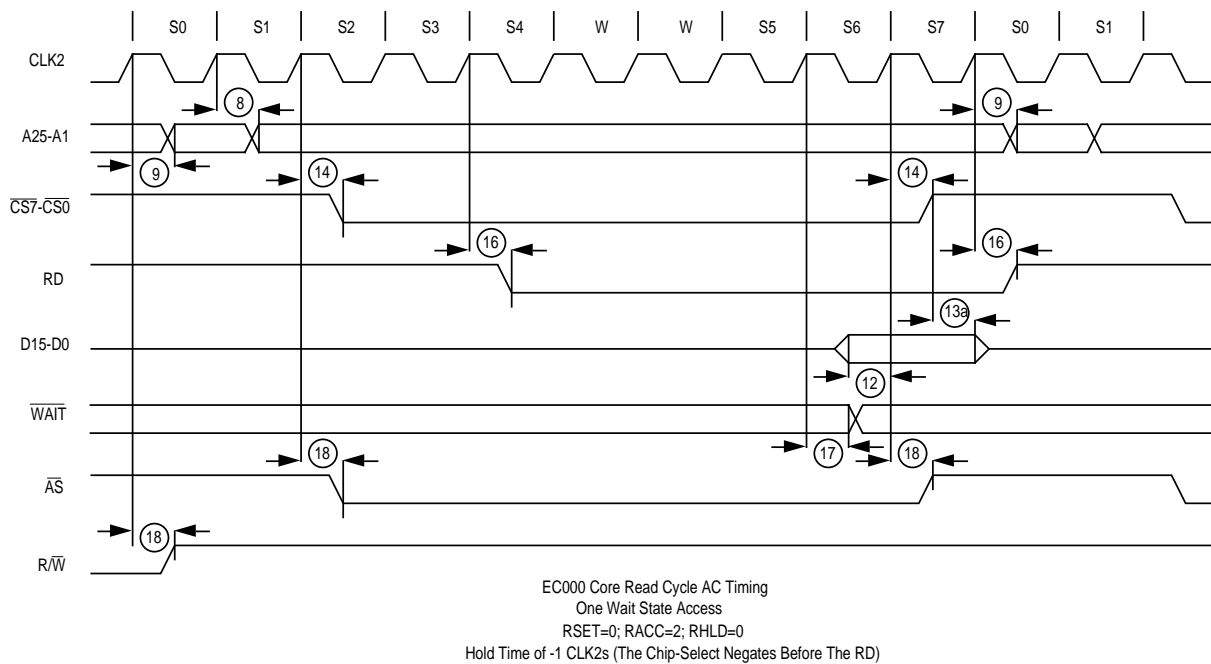 S0 S1 S2 S3 S4 W W S5 S6 S7 S0 S1
CLK2
8 9
A25-A1
9 14 14
CS7-CS0
16 16
RD
13a
D15-D0
12
WAIT
18 17 18
AS
18
R/W
EC000 Core Read Cycle AC Timing
One Wait State Access
RSET=0; RACC=2; RHLD=0
Hold Time of -1 CLK2s (The Chip-Select Negates Before The RD)